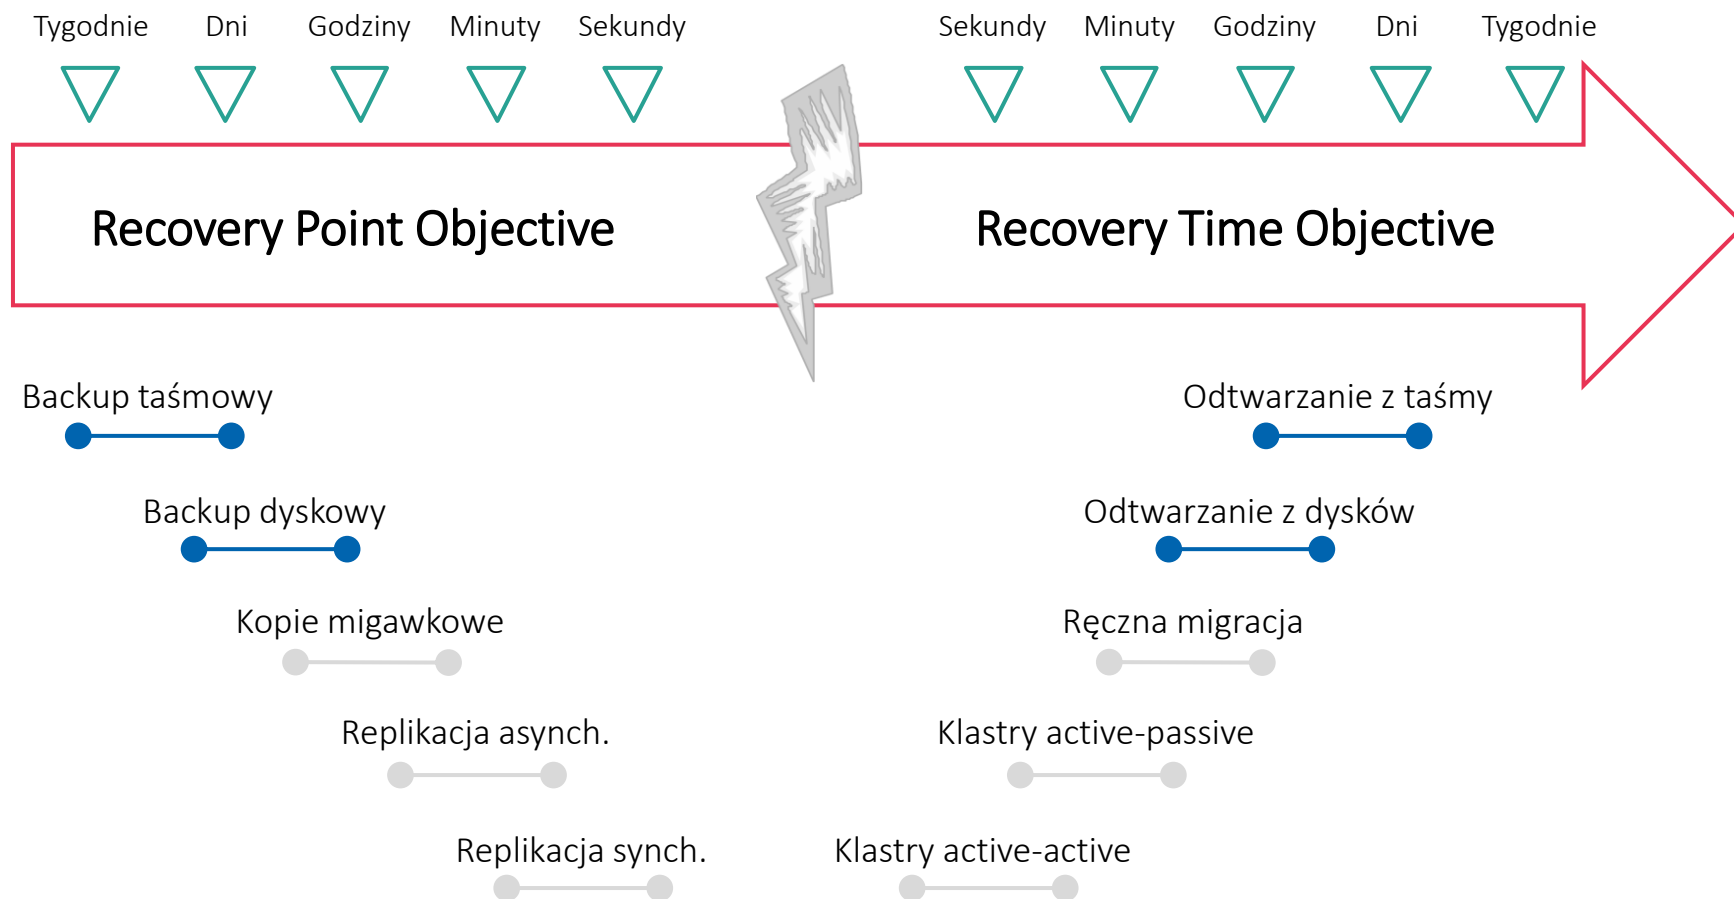 Tygodnie Dni Godziny Minuty Sekundy Sekundy Minuty Godziny Dni Tygodnie
Recovery Point Objective Recovery Time Objective
Backup taśmowy Odtwarzanie z taśmy
Backup dyskowy Odtwarzanie z dysków
Kopie migawkowe Ręczna migracja
Replikacja asynch. Klastry active-passive
Replikacja synch. Klastry active-active